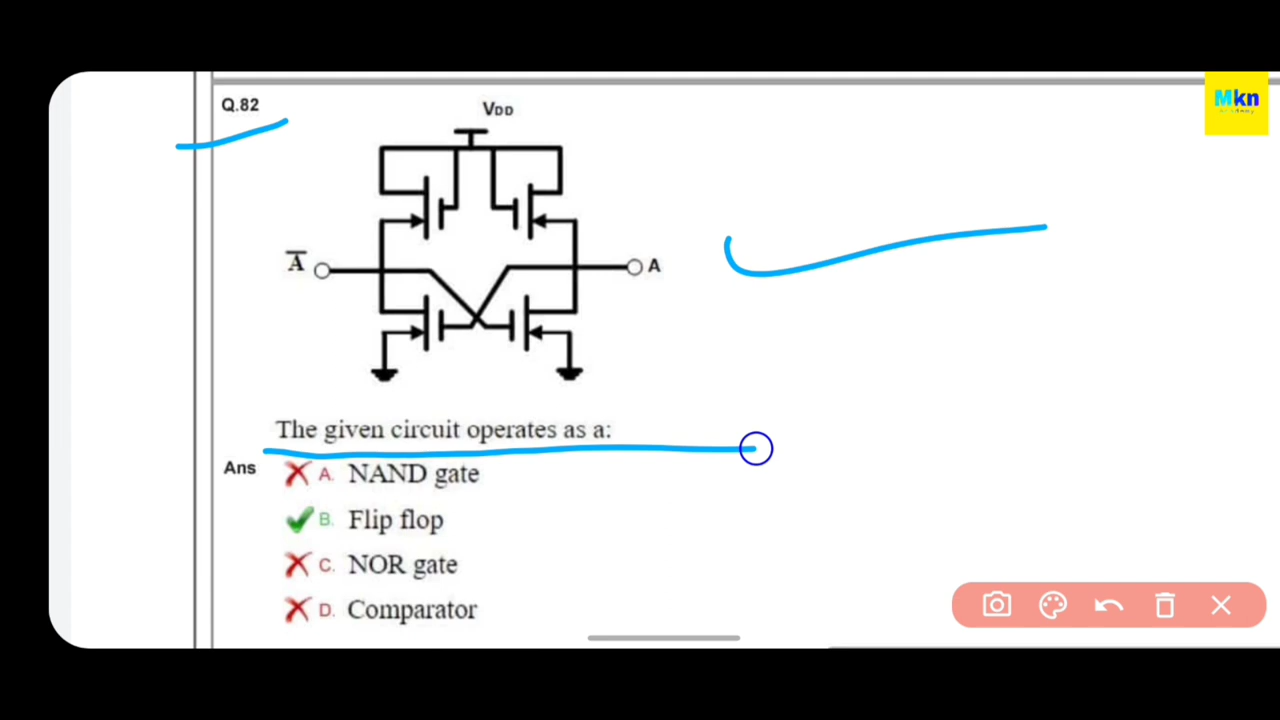 Q.82
VDD
Mkn
A̅
A
The given circuit operates as a:
Ans
A. NAND gate
B. Flip flop
C. NOR gate
D. Comparator